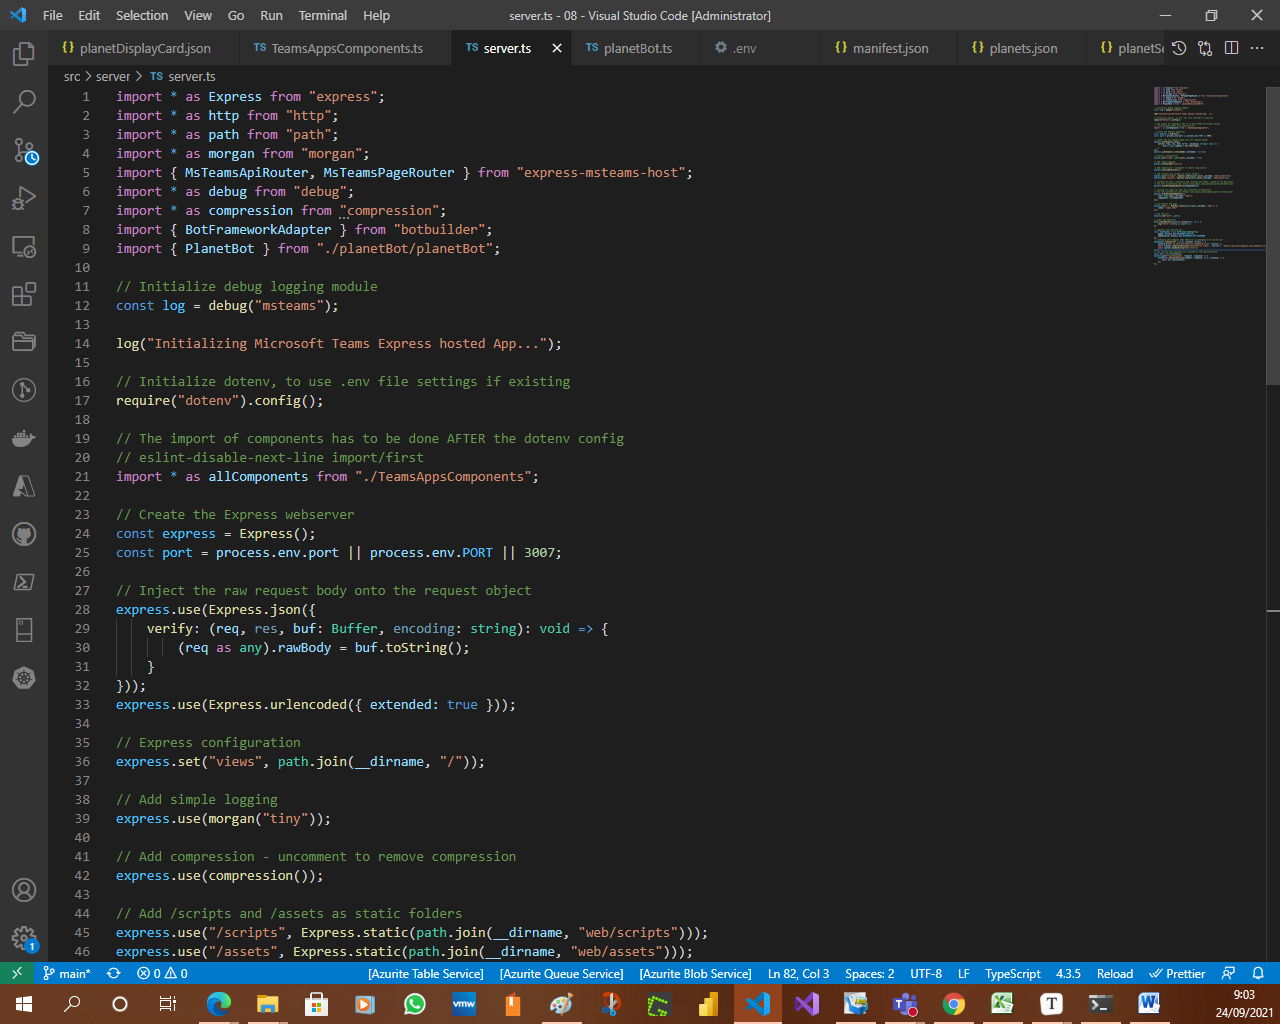 File Edit Selection View Go Run Terminal Help server.ts - 08 - Visual Studio Code [Administrator]
{} planetDisplayCard.json TS TeamsAppsComponents.ts TS server.ts TS planetBot.ts .env {} manifest.json {} planets.json {} planetSe
src > server > TS server.ts
1 import * as Express from "express";
2 import * as http from "http";
3 import * as path from "path";
4 import * as morgan from "morgan";
5 import { MsTeamsApiRouter, MsTeamsPageRouter } from "express-msteams-host";
6 import * as debug from "debug";
7 import * as compression from "compression";
8 import { BotFrameworkAdapter } from "botbuilder";
9 import { PlanetBot } from "./planetBot/planetBot";
10
11 // Initialize debug logging module
12 const log = debug("msteams");
13
14 log("Initializing Microsoft Teams Express hosted App...");
15
16 // Initialize dotenv, to use .env file settings if existing
17 require("dotenv").config();
18
19 // The import of components has to be done AFTER the dotenv config
20 // eslint-disable-next-line import/first
21 import * as allComponents from "./TeamsAppsComponents";
22
23 // Create the Express webserver
24 const express = Express();
25 const port = process.env.port || process.env.PORT || 3007;
26
27 // Inject the raw request body onto the request object
28 express.use(Express.json({
29 verify: (req, res, buf: Buffer, encoding: string): void => {
30 (req as any).rawBody = buf.toString();
31 }
32 }));
33 express.use(Express.urlencoded({ extended: true }));
34
35 // Express configuration
36 express.set("views", path.join(__dirname, "/"));
37
38 // Add simple logging
39 express.use(morgan("tiny"));
40
41 // Add compression - uncomment to remove compression
42 express.use(compression());
43
44 // Add /scripts and /assets as static folders
45 express.use("/scripts", Express.static(path.join(__dirname, "web/scripts")));
46 express.use("/assets", Express.static(path.join(__dirname, "web/assets")));
1
main* 0 0 [Azurite Table Service] [Azurite Queue Service] [Azurite Blob Service] Ln 82, Col 3 Spaces: 2 UTF-8 LF TypeScript 4.3.5 Reload Prettier
vmw T W
9:03
24/09/2021